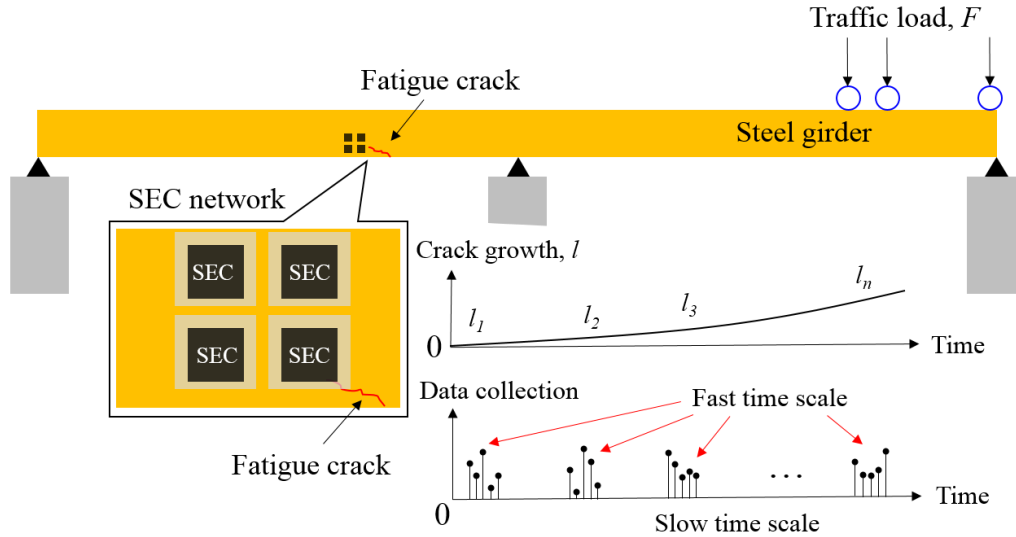 Traffic load, F
Fatigue crack
Steel girder
SEC network
SEC SEC
SEC SEC
Fatigue crack
Crack growth, l
l1 l2 l3 ln
0
Time
Data collection
Fast time scale
...
0
Time
Slow time scale